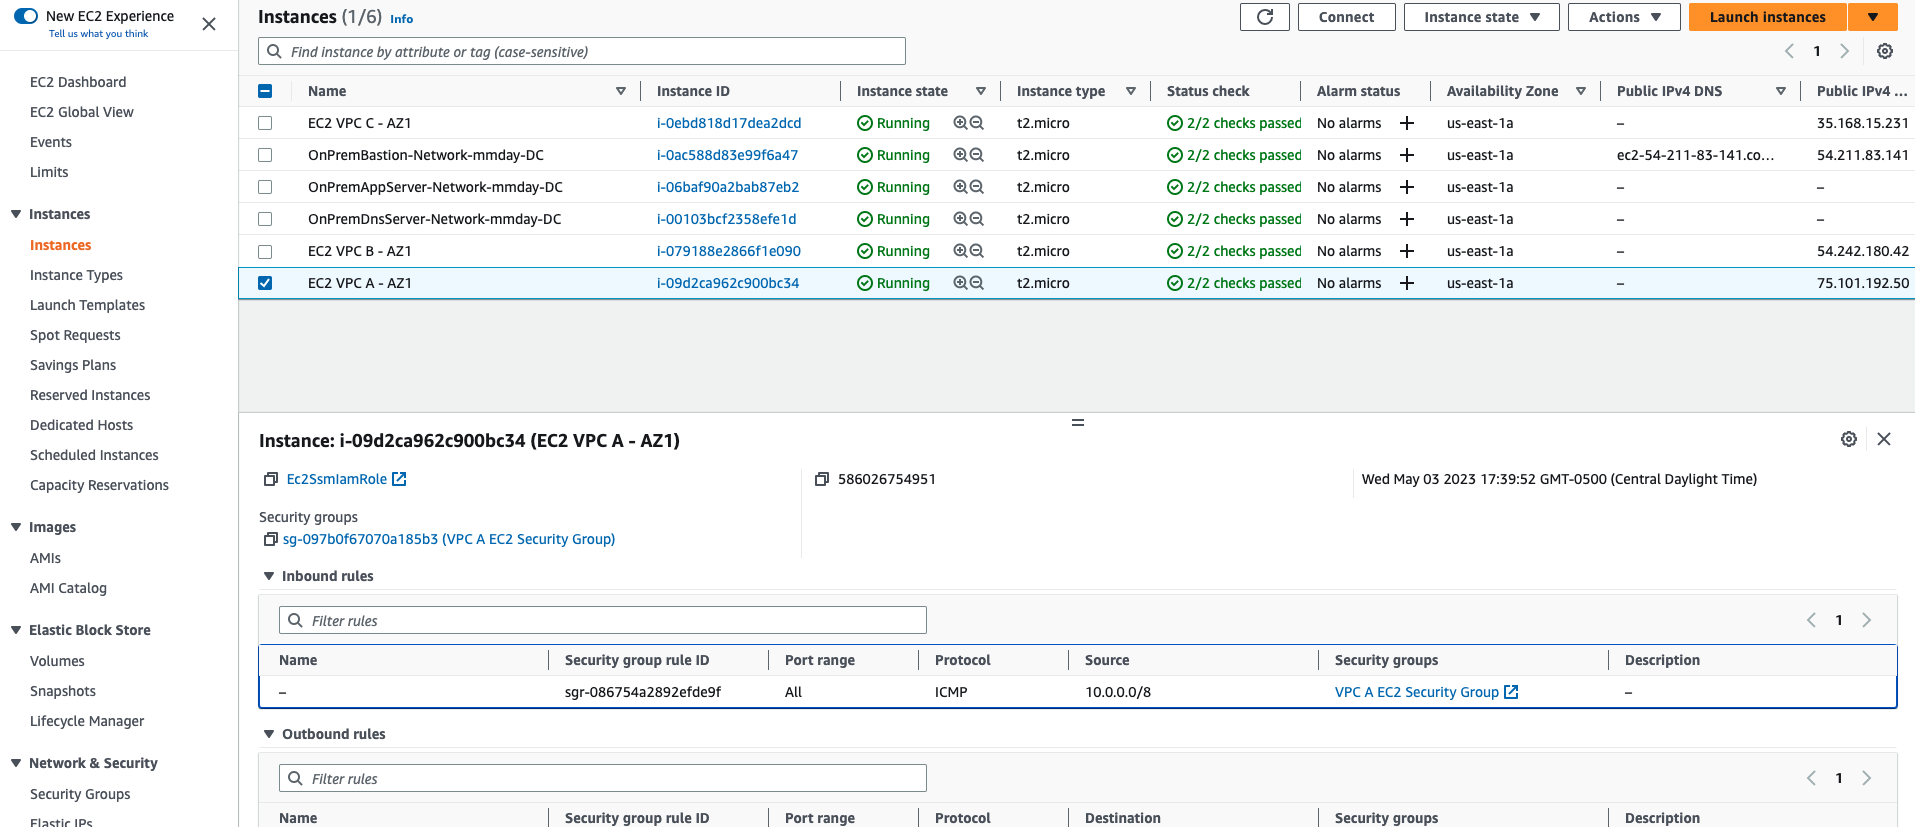 New EC2 Experience
Tell us what you think
EC2 Dashboard
EC2 Global View
Events
Limits
Instances
Instances
Instance Types
Launch Templates
Spot Requests
Savings Plans
Reserved Instances
Dedicated Hosts
Scheduled Instances
Capacity Reservations
Images
AMIs
AMI Catalog
Elastic Block Store
Volumes
Snapshots
Lifecycle Manager
Network & Security
Security Groups
Elastic IPs
Instances (1/6) Info
Connect Instance state Actions Launch instances
Find instance by attribute or tag (case-sensitive)
1
Name Instance ID Instance state Instance type Status check Alarm status Availability Zone Public IPv4 DNS Public IPv4 ...
EC2 VPC C - AZ1 i-0ebd818d17dea2dcd Running t2.micro 2/2 checks passed No alarms + us-east-1a – 35.168.15.231
OnPremBastion-Network-mmday-DC i-0ac588d83e99f6a47 Running t2.micro 2/2 checks passed No alarms + us-east-1a ec2-54-211-83-141.co... 54.211.83.141
OnPremAppServer-Network-mmday-DC i-06baf90a2bab87eb2 Running t2.micro 2/2 checks passed No alarms + us-east-1a – –
OnPremDnsServer-Network-mmday-DC i-00103bcf2358efe1d Running t2.micro 2/2 checks passed No alarms + us-east-1a – –
EC2 VPC B - AZ1 i-079188e2866f1e090 Running t2.micro 2/2 checks passed No alarms + us-east-1a – 54.242.180.42
EC2 VPC A - AZ1 i-09d2ca962c900bc34 Running t2.micro 2/2 checks passed No alarms + us-east-1a – 75.101.192.50
Instance: i-09d2ca962c900bc34 (EC2 VPC A - AZ1)
Ec2SsmIamRole 586026754951 Wed May 03 2023 17:39:52 GMT-0500 (Central Daylight Time)
Security groups
sg-097b0f67070a185b3 (VPC A EC2 Security Group)
Inbound rules
Filter rules
1
Name Security group rule ID Port range Protocol Source Security groups Description
– sgr-086754a2892efde9f All ICMP 10.0.0.0/8 VPC A EC2 Security Group –
Outbound rules
Filter rules
1
Name Security group rule ID Port range Protocol Destination Security groups Description